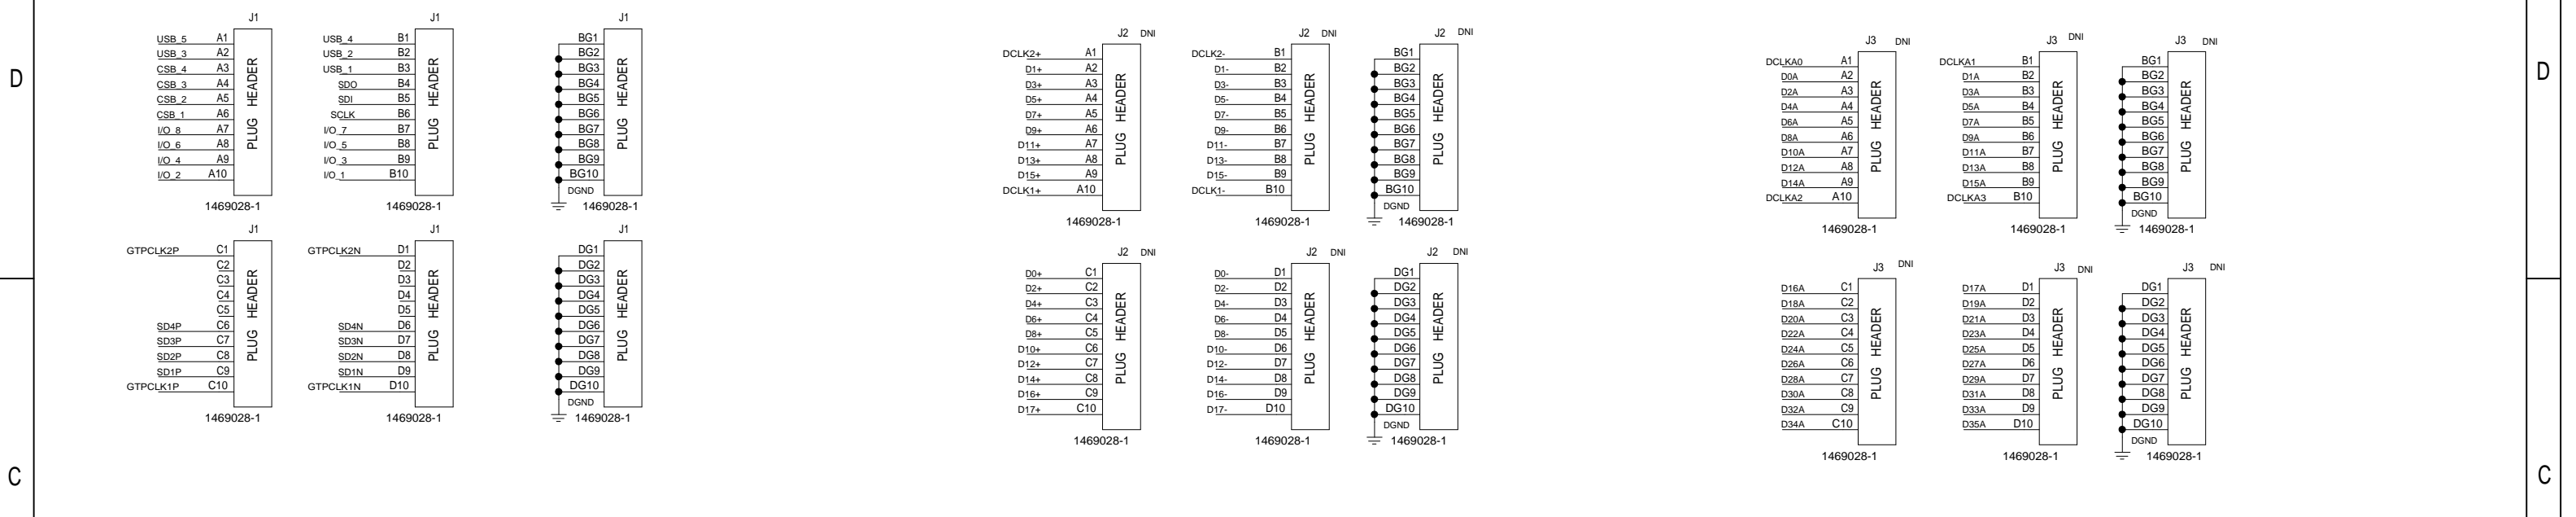 D
J1
USB_5 A1
USB_3 A2
CSB_4 A3
CSB_3 A4
CSB_2 A5
CSB_1 A6
I/O_8 A7
I/O_6 A8
I/O_4 A9
I/O_2 A10
PLUG HEADER
1469028-1
J1
USB_4 B1
USB_2 B2
USB_1 B3
SDO B4
SDI B5
SCLK B6
I/O_7 B7
I/O_5 B8
I/O_3 B9
I/O_1 B10
PLUG HEADER
1469028-1
J1
BG1
BG2
BG3
BG4
BG5
BG6
BG7
BG8
BG9
BG10
DGND
PLUG HEADER
1469028-1
J2 DNI
DCLK2+ A1
D1+ A2
D3+ A3
D5+ A4
D7+ A5
D9+ A6
D11+ A7
D13+ A8
D15+ A9
DCLK1+ A10
PLUG HEADER
1469028-1
J2 DNI
DCLK2- B1
D1- B2
D3- B3
D5- B4
D7- B5
D9- B6
D11- B7
D13- B8
D15- B9
DCLK1- B10
PLUG HEADER
1469028-1
J2 DNI
BG1
BG2
BG3
BG4
BG5
BG6
BG7
BG8
BG9
BG10
DGND
PLUG HEADER
1469028-1
J3 DNI
DCLKA0 A1
D0A A2
D2A A3
D4A A4
D6A A5
D8A A6
D10A A7
D12A A8
D14A A9
DCLKA2 A10
PLUG HEADER
1469028-1
J3 DNI
DCLKA1 B1
D1A B2
D3A B3
D5A B4
D7A B5
D9A B6
D11A B7
D13A B8
D15A B9
DCLKA3 B10
PLUG HEADER
1469028-1
J3 DNI
BG1
BG2
BG3
BG4
BG5
BG6
BG7
BG8
BG9
BG10
DGND
PLUG HEADER
1469028-1
D
J1
GTPCLK2P C1
C2
C3
C4
C5
SD4P C6
SD3P C7
SD2P C8
SD1P C9
GTPCLK1P C10
PLUG HEADER
1469028-1
J1
GTPCLK2N D1
D2
D3
D4
D5
SD4N D6
SD3N D7
SD2N D8
SD1N D9
GTPCLK1N D10
PLUG HEADER
1469028-1
J1
DG1
DG2
DG3
DG4
DG5
DG6
DG7
DG8
DG9
DG10
DGND
PLUG HEADER
1469028-1
J2 DNI
D0+ C1
D2+ C2
D4+ C3
D6+ C4
D8+ C5
D10+ C6
D12+ C7
D14+ C8
D16+ C9
D17+ C10
PLUG HEADER
1469028-1
J2 DNI
D0- D1
D2- D2
D4- D3
D6- D4
D8- D5
D10- D6
D12- D7
D14- D8
D16- D9
D17- D10
PLUG HEADER
1469028-1
J2 DNI
DG1
DG2
DG3
DG4
DG5
DG6
DG7
DG8
DG9
DG10
DGND
PLUG HEADER
1469028-1
J3 DNI
D16A C1
D18A C2
D20A C3
D22A C4
D24A C5
D26A C6
D28A C7
D30A C8
D32A C9
D34A C10
PLUG HEADER
1469028-1
J3 DNI
D17A D1
D19A D2
D21A D3
D23A D4
D25A D5
D27A D6
D29A D7
D31A D8
D33A D9
D35A D10
PLUG HEADER
1469028-1
J3 DNI
DG1
DG2
DG3
DG4
DG5
DG6
DG7
DG8
DG9
DG10
DGND
PLUG HEADER
1469028-1
C
C